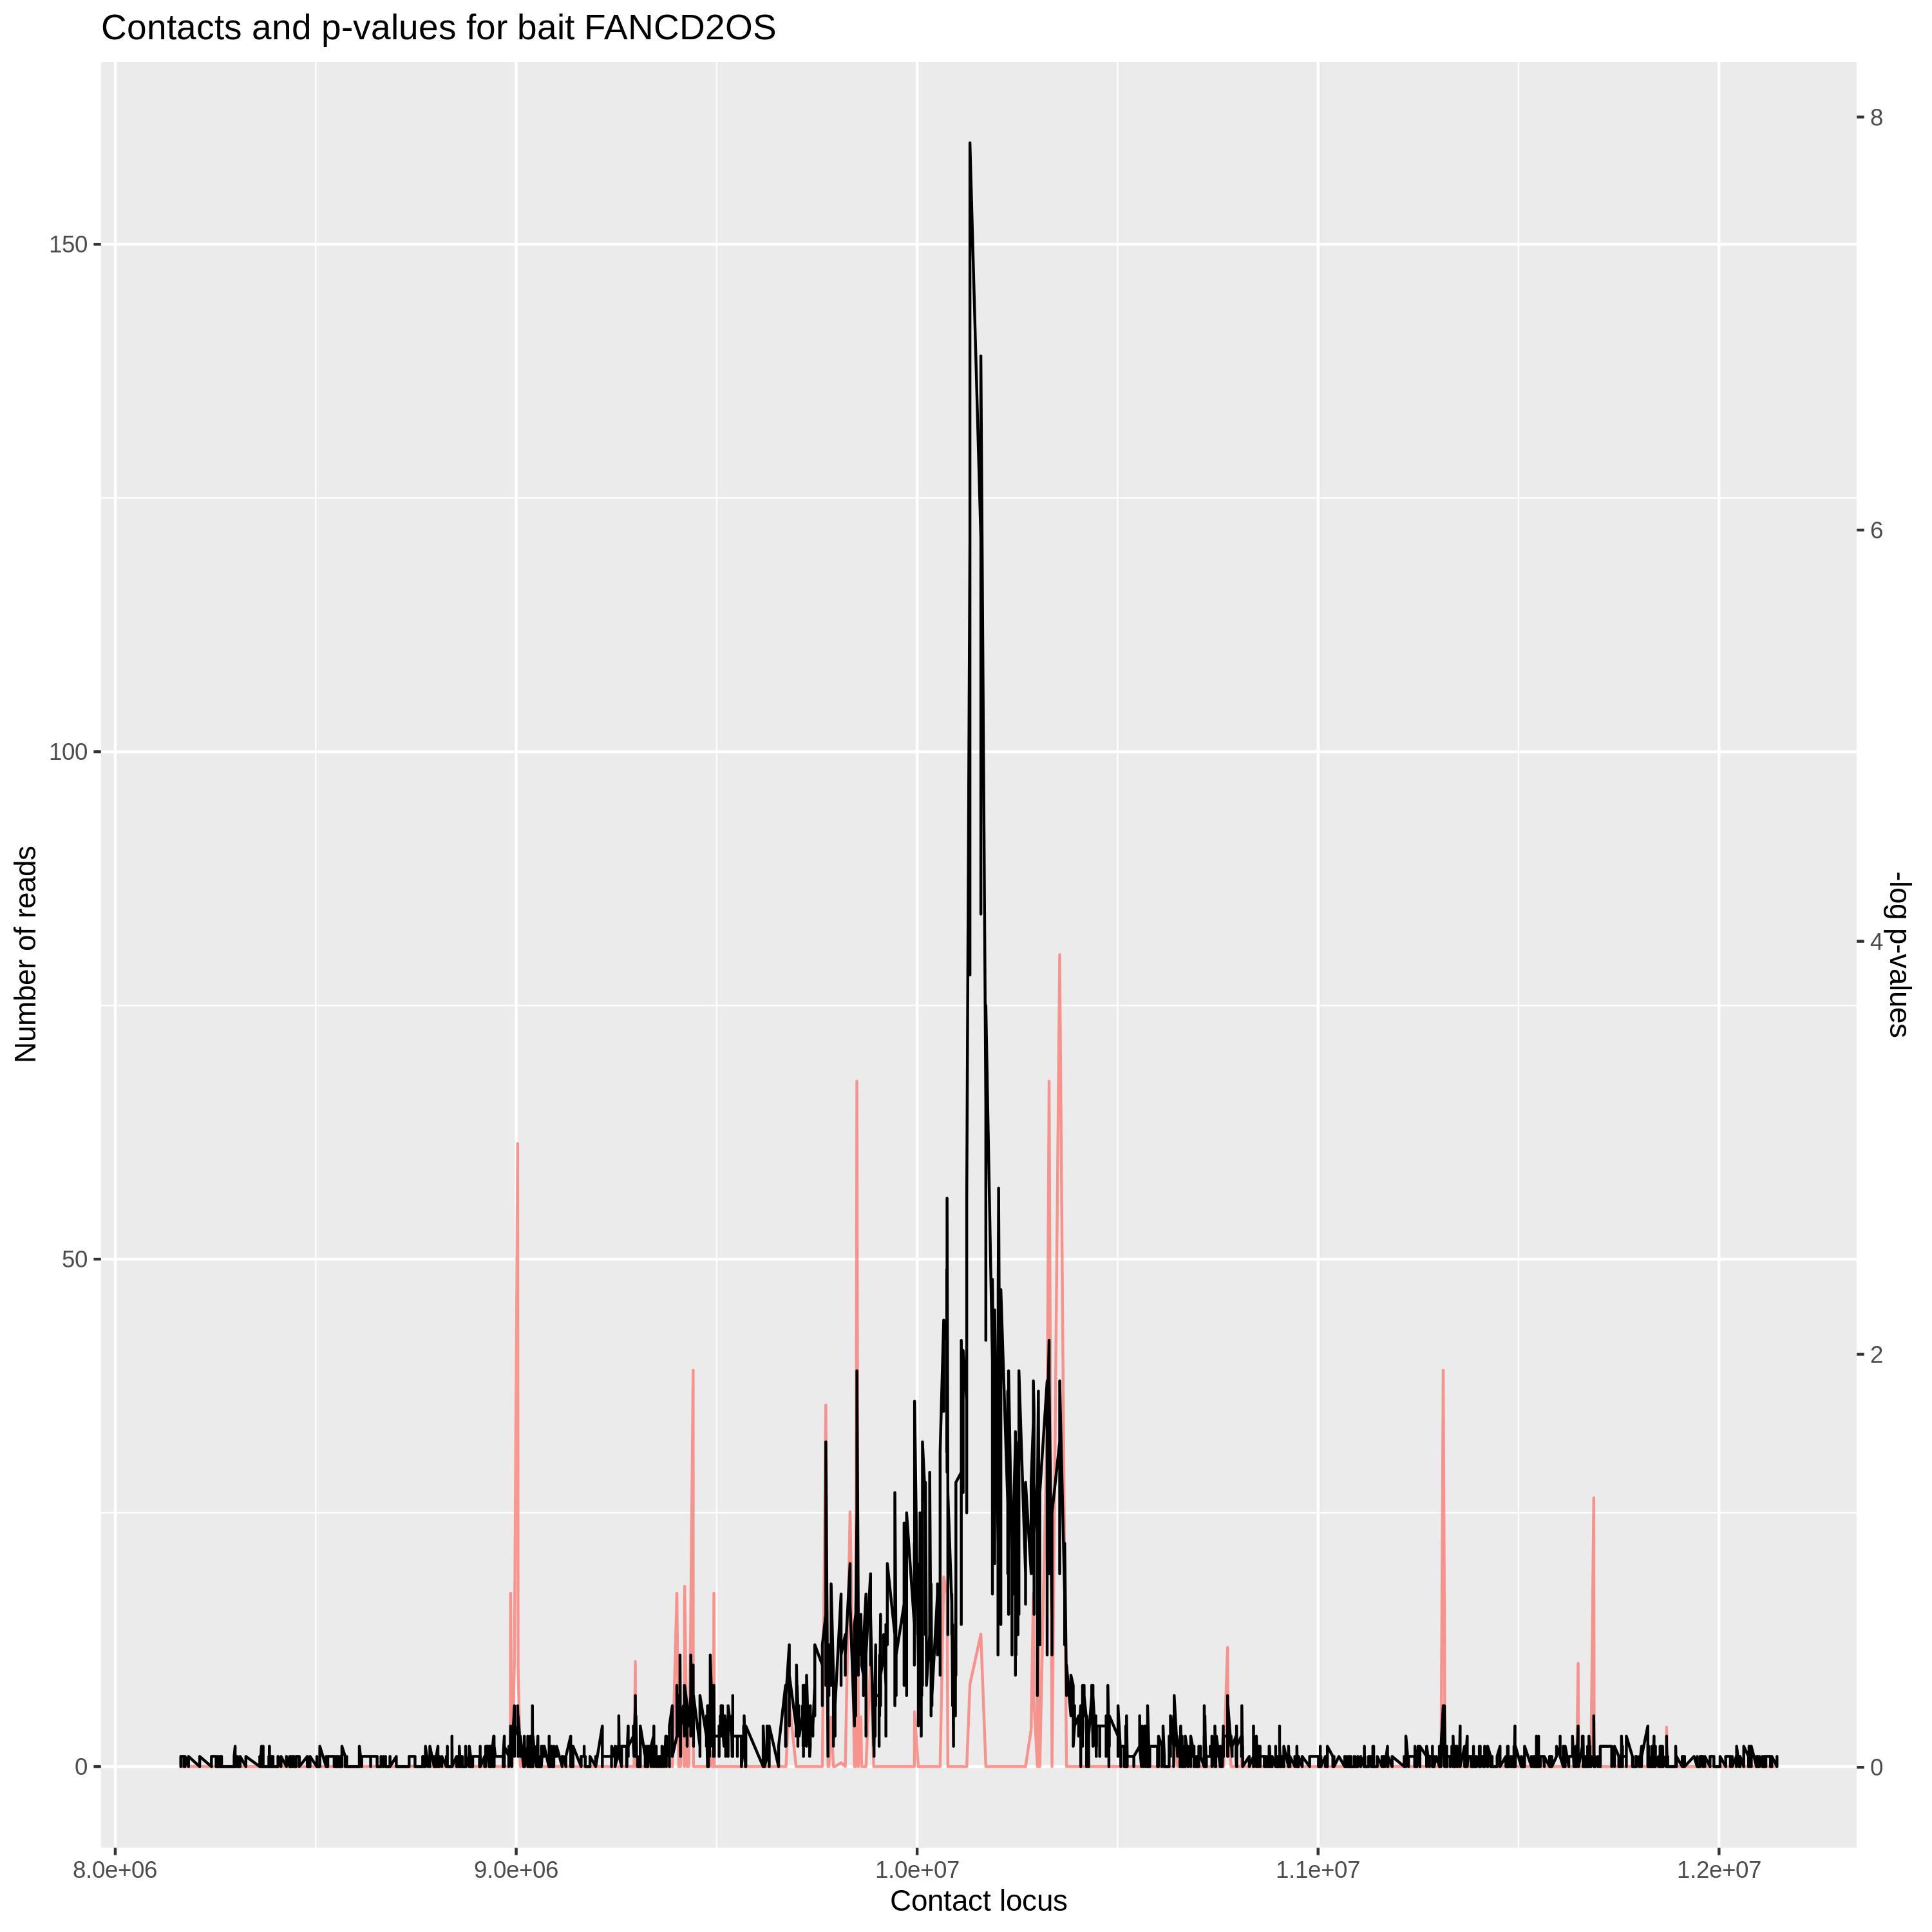 Contacts and p-values for bait FANCD2OS
Number of reads
150
100
50
0
8
6
4
2
0
-log p-values
8.0e+06
9.0e+06
1.0e+07
1.1e+07
1.2e+07
Contact locus